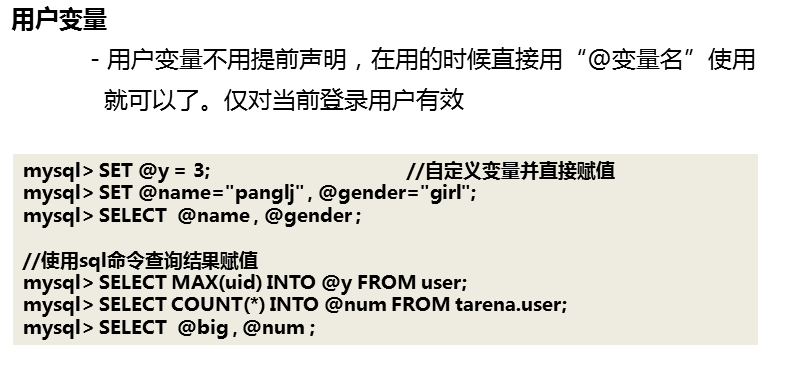 用户变量
- 用户变量不用提前声明，在用的时候直接用“@变量名”使用
就可以了。仅对当前登录用户有效
mysql> SET @y = 3; //自定义变量并直接赋值
mysql> SET @name="panglj" , @gender="girl";
mysql> SELECT @name , @gender ;
//使用sql命令查询结果赋值
mysql> SELECT MAX(uid) INTO @y FROM user;
mysql> SELECT COUNT(*) INTO @num FROM tarena.user;
mysql> SELECT @big , @num ;